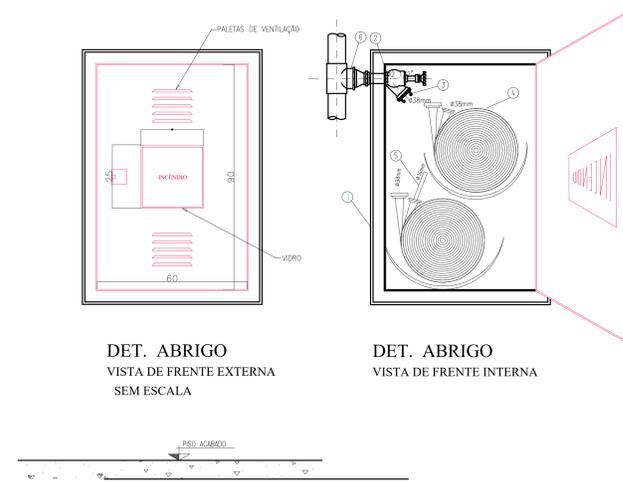 PALETAS DE VENTILAÇÃO
6
2
3
Ø38mm
Ø38mm
4
25
INCÊNDIO
90
5
Ø38mm
Ø16mm
1
VIDRO
60
DET. ABRIGO
VISTA DE FRENTE EXTERNA
SEM ESCALA
DET. ABRIGO
VISTA DE FRENTE INTERNA
PISO ACABADO